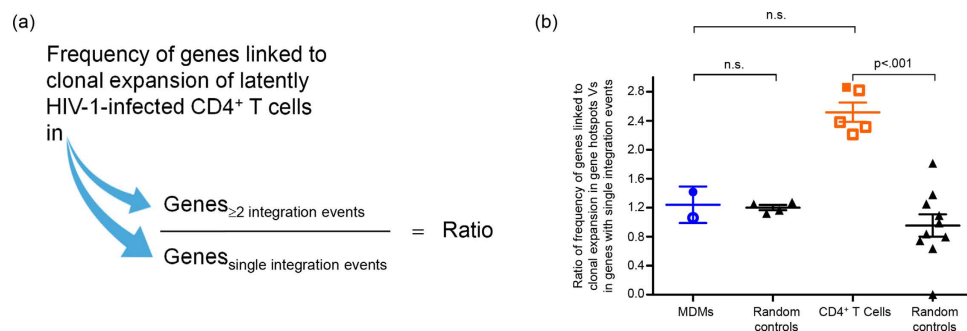 (a)
Frequency of genes linked to
clonal expansion of latently
HIV-1-infected CD4⁺ T cells
in
Genes≥2 integration events
= Ratio
Genessingle integration events
(b)
n.s.
n.s.
p<.001
Ratio of frequency of genes linked to
clonal expansion in gene hotspots Vs
in genes with single integration events
2.8
2.4
2.0
1.6
1.2
0.8
0.4
0.0
MDMs
Random
controls
CD4⁺ T Cells
Random
controls